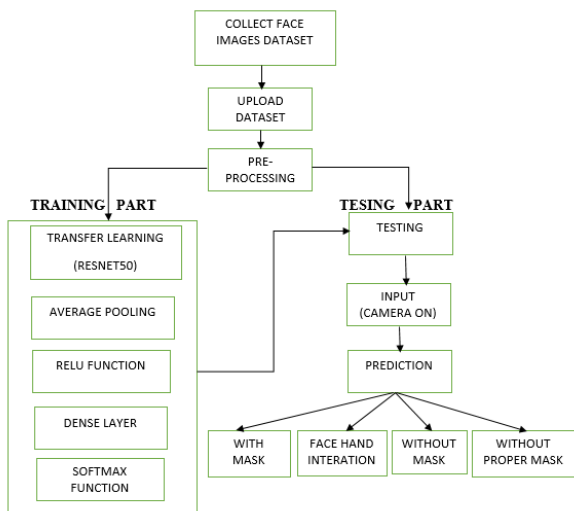 COLLECT FACE
IMAGES DATASET
UPLOAD
DATASET
PRE-
PROCESSING
TRAINING PART
TESING PART
TRANSFER LEARNING
(RESNET50)
AVERAGE POOLING
RELU FUNCTION
DENSE LAYER
SOFTMAX
FUNCTION
TESTING
INPUT
(CAMERA ON)
PREDICTION
WITH
MASK
FACE HAND
INTERATION
WITHOUT
MASK
WITHOUT
PROPER MASK